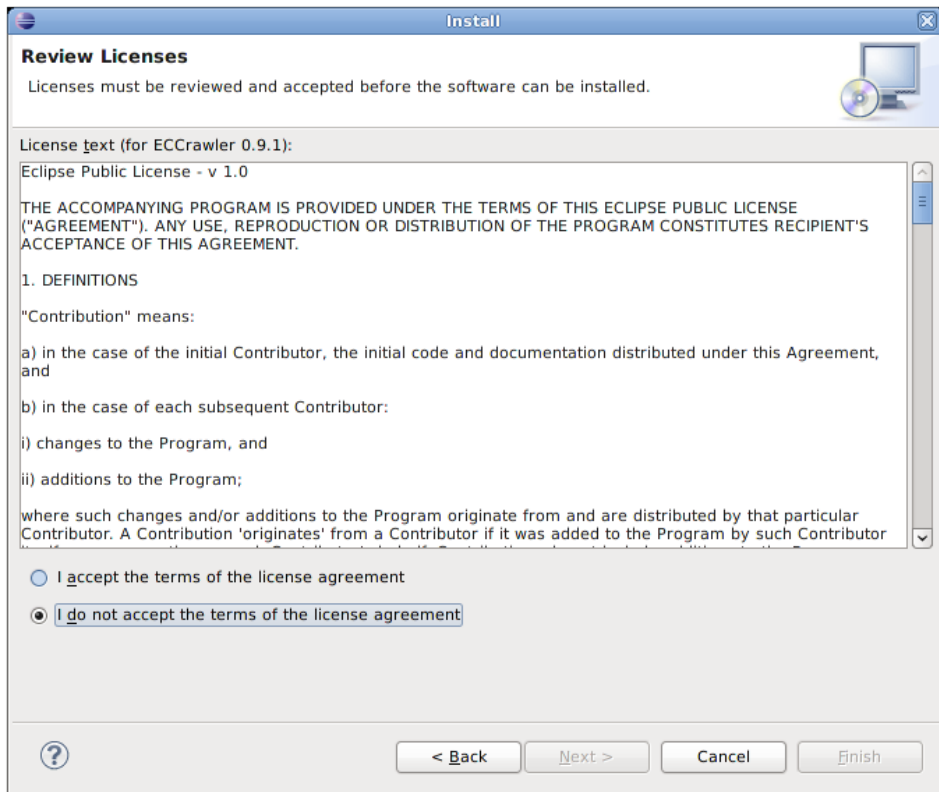 Install
Review Licenses
Licenses must be reviewed and accepted before the software can be installed.
License text (for ECCrawler 0.9.1):
Eclipse Public License - v 1.0
THE ACCOMPANYING PROGRAM IS PROVIDED UNDER THE TERMS OF THIS ECLIPSE PUBLIC LICENSE
("AGREEMENT"). ANY USE, REPRODUCTION OR DISTRIBUTION OF THE PROGRAM CONSTITUTES RECIPIENT'S
ACCEPTANCE OF THIS AGREEMENT.
1. DEFINITIONS
"Contribution" means:
a) in the case of the initial Contributor, the initial code and documentation distributed under this Agreement,
and
b) in the case of each subsequent Contributor:
i) changes to the Program, and
ii) additions to the Program;
where such changes and/or additions to the Program originate from and are distributed by that particular
Contributor. A Contribution 'originates' from a Contributor if it was added to the Program by such Contributor
I accept the terms of the license agreement
I do not accept the terms of the license agreement
?
< Back
Next >
Cancel
Finish